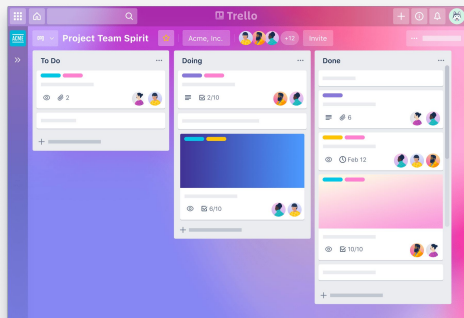 Trello
ACME
Project Team Spirit
Acme, Inc.
+12
Invite
To Do
2
Doing
2/10
6/10
Done
6
Feb 12
10/10